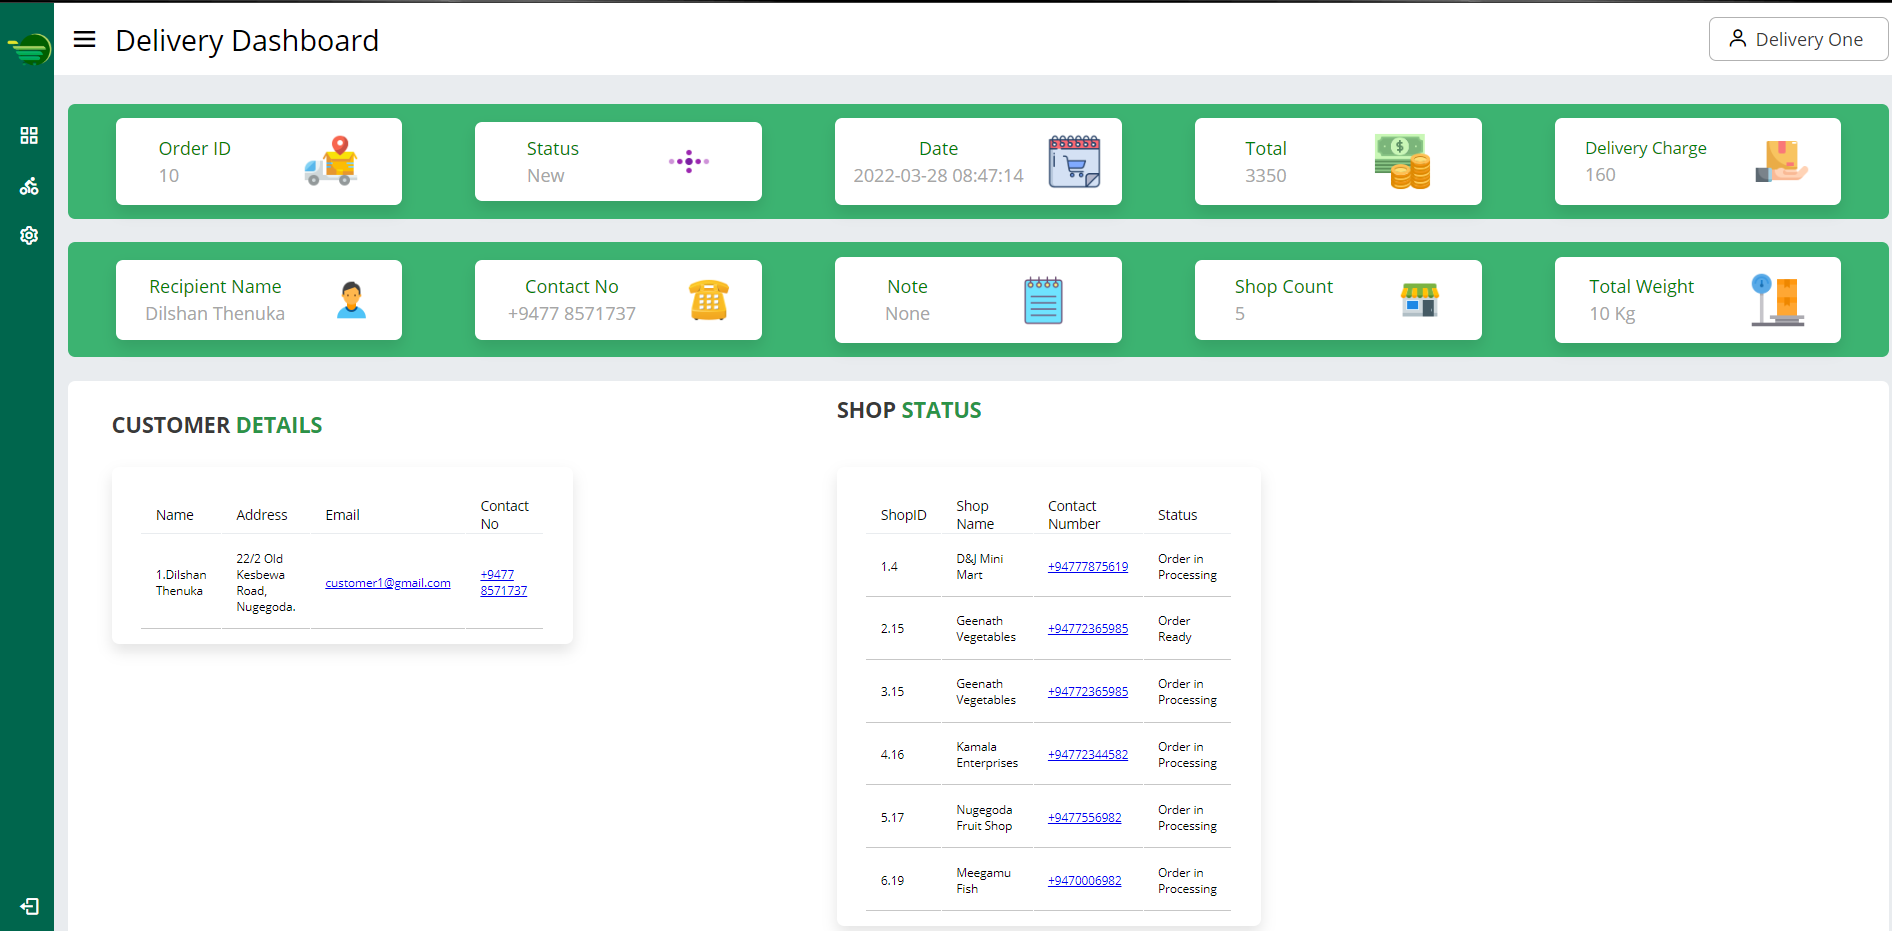 Delivery Dashboard
Delivery One
Order ID
10
Status
New
Date
2022-03-28 08:47:14
Total
3350
Delivery Charge
160
Recipient Name
Dilshan Thenuka
Contact No
+9477 8571737
Note
None
Shop Count
5
Total Weight
10 Kg
CUSTOMER DETAILS
Name
Address
Email
Contact
No
1.Dilshan
Thenuka
22/2 Old
Kesbewa
Road,
Nugegoda.
customer1@gmail.com
+9477
8571737
SHOP STATUS
ShopID
Shop
Name
Contact
Number
Status
1.4
D&J Mini
Mart
+94777875619
Order in
Processing
2.15
Geenath
Vegetables
+94772365985
Order
Ready
3.15
Geenath
Vegetables
+94772365985
Order in
Processing
4.16
Kamala
Enterprises
+94772344582
Order in
Processing
5.17
Nugegoda
Fruit Shop
+9477556982
Order in
Processing
6.19
Meegamu
Fish
+9470006982
Order in
Processing